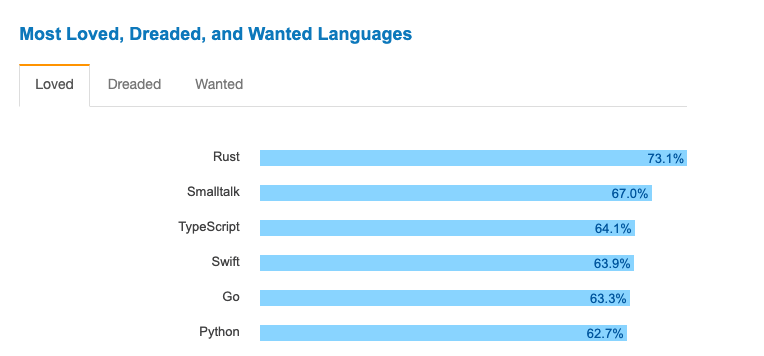 Most Loved, Dreaded, and Wanted Languages
Loved Dreaded Wanted
Rust 73.1%
Smalltalk 67.0%
TypeScript 64.1%
Swift 63.9%
Go 63.3%
Python 62.7%